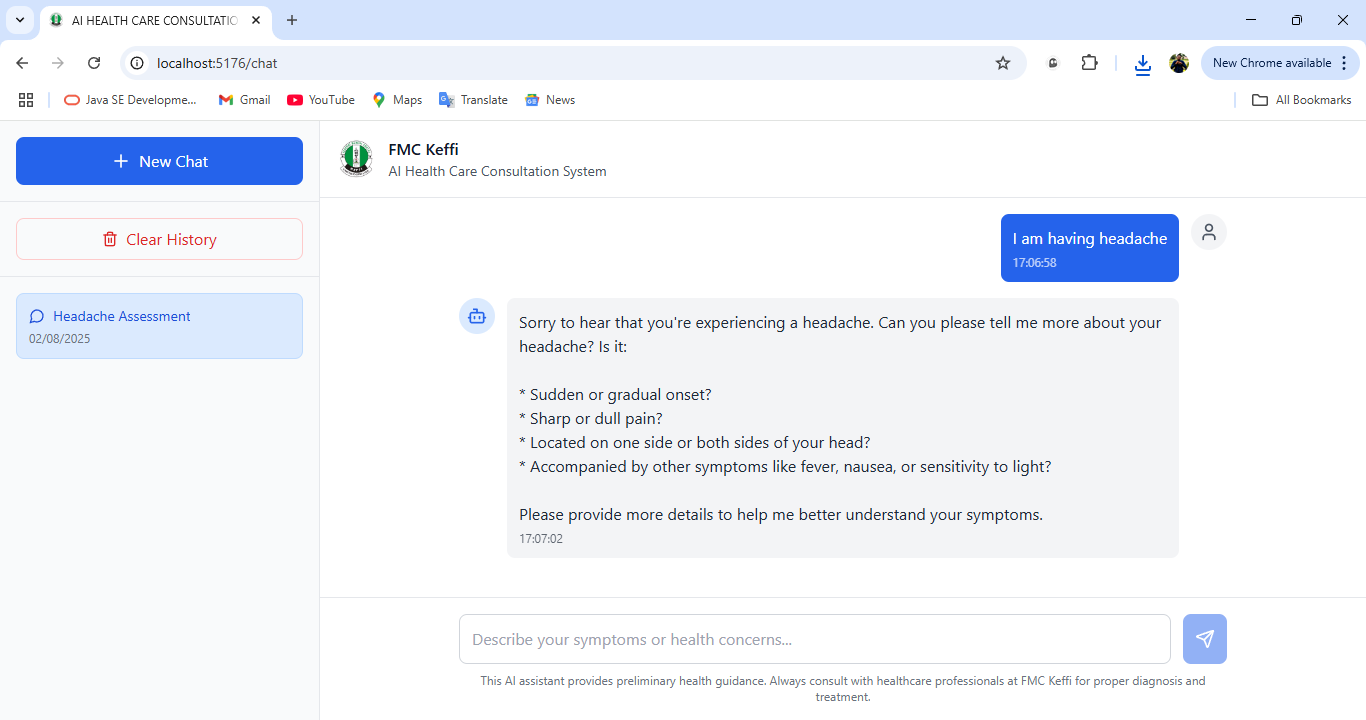 AI HEALTH CARE CONSULTATIO
localhost:5176/chat
New Chrome available
Java SE Developme...
Gmail
YouTube
Maps
Translate
News
All Bookmarks
New Chat
Clear History
Headache Assessment
02/08/2025
FMC Keffi
AI Health Care Consultation System
I am having headache
17:06:58
Sorry to hear that you're experiencing a headache. Can you please tell me more about your
headache? Is it:
* Sudden or gradual onset?
* Sharp or dull pain?
* Located on one side or both sides of your head?
* Accompanied by other symptoms like fever, nausea, or sensitivity to light?
Please provide more details to help me better understand your symptoms.
17:07:02
Describe your symptoms or health concerns...
This AI assistant provides preliminary health guidance. Always consult with healthcare professionals at FMC Keffi for proper diagnosis and
treatment.